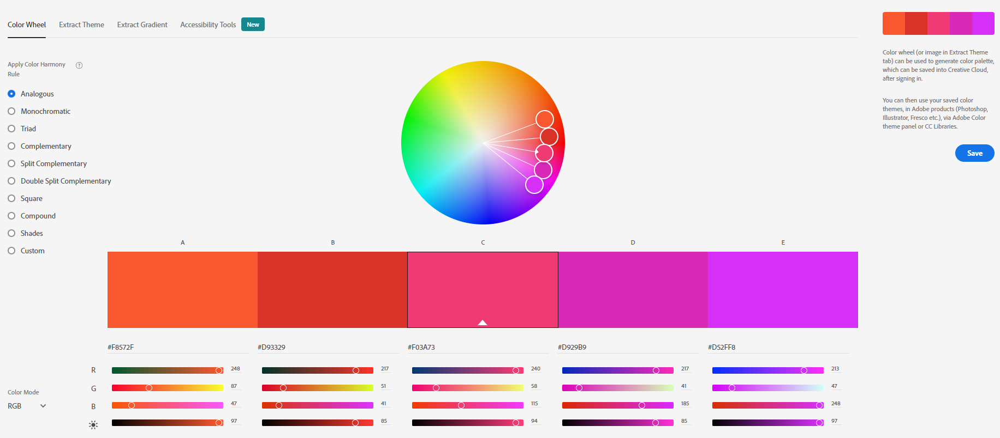 Color Wheel
Extract Theme
Extract Gradient
Accessibility Tools
New
Apply Color Harmony
Rule
?
Analogous
Monochromatic
Triad
Complementary
Split Complementary
Double Split Complementary
Square
Compound
Shades
Custom
Color wheel (or image in Extract Theme
tab) can be used to generate color palette,
which can be saved into Creative Cloud,
after signing in.
You can then use your saved color
themes, in Adobe products (Photoshop,
Illustrator, Fresco etc.), via Adobe Color
theme panel or CC Libraries.
Save
A B C D E
#F8572F #D93329 #F03A73 #D929B9 #D52FF8
R 248 217 240 217 213
G 87 51 58 41 47
B 47 41 115 185 248
97 85 94 85 97
Color Mode
RGB